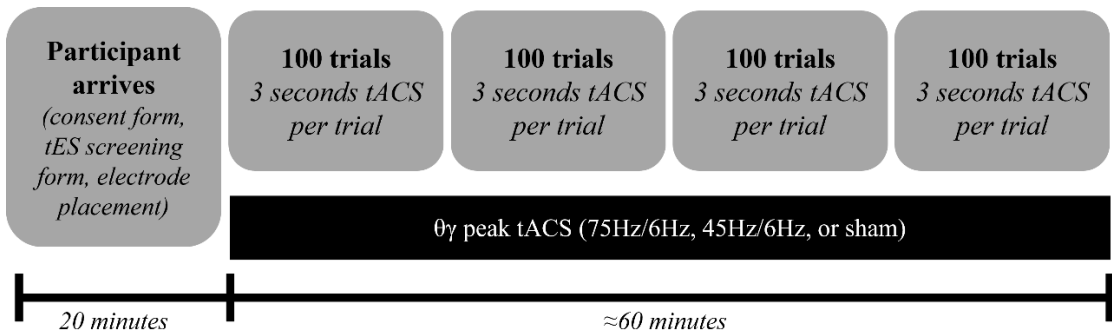 Participant
arrives
(consent form,
tES screening
form, electrode
placement)
100 trials
3 seconds tACS
per trial
100 trials
3 seconds tACS
per trial
100 trials
3 seconds tACS
per trial
100 trials
3 seconds tACS
per trial
θγ peak tACS (75Hz/6Hz, 45Hz/6Hz, or sham)
20 minutes
≈60 minutes